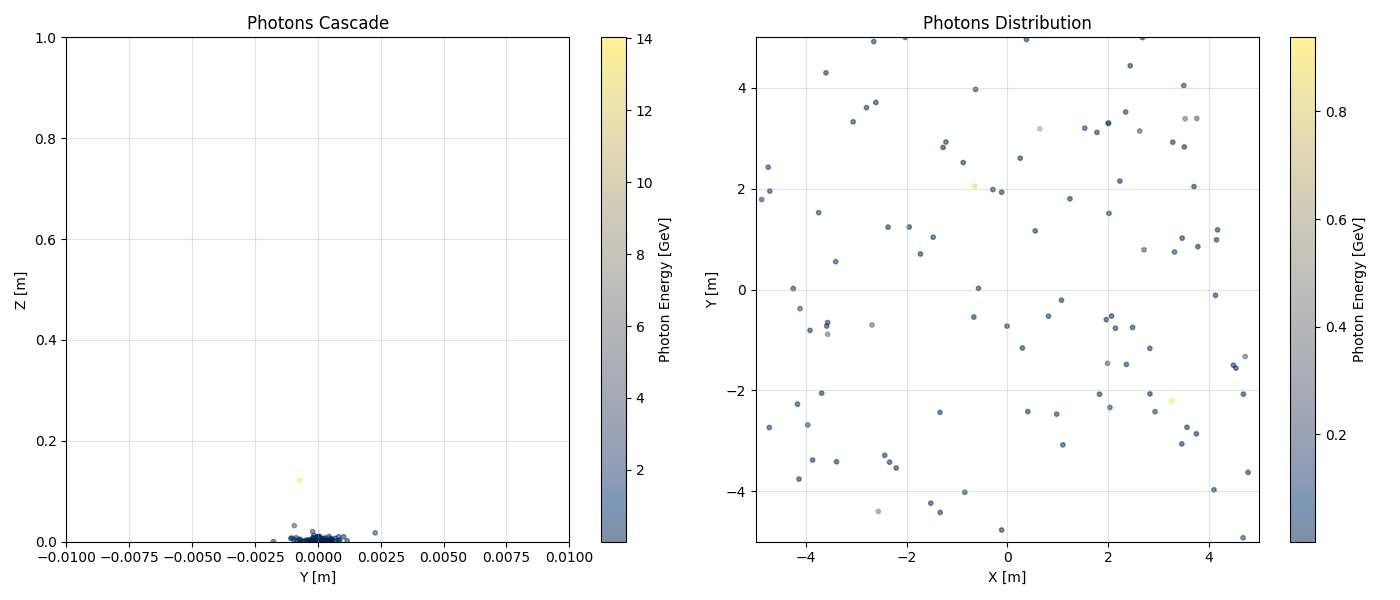 Photons Cascade
1.0
0.8
0.6
0.4
0.2
0.0
Z [m]
−0.0100 −0.0075 −0.0050 −0.0025 0.0000 0.0025 0.0050 0.0075 0.0100
Y [m]
14
12
10
8
6
4
2
Photon Energy [GeV]
Photons Distribution
4
2
0
−2
−4
Y [m]
−4 −2 0 2 4
X [m]
0.8
0.6
0.4
0.2
Photon Energy [GeV]